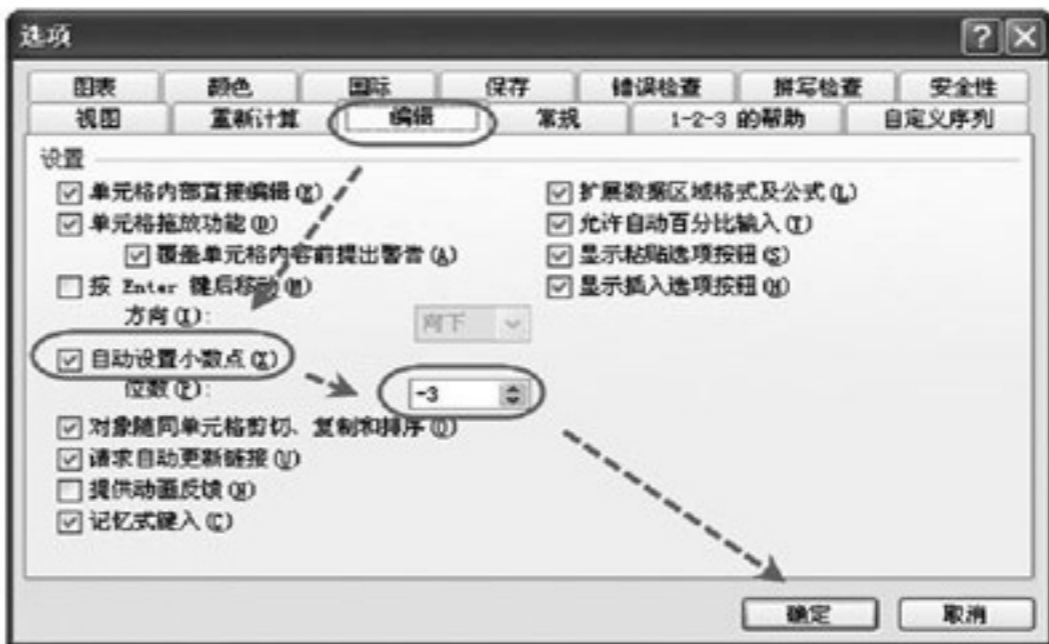 选项
图表 颜色 国际 保存 错误检查 拼写检查 安全性
视图 重新计算 编辑 常规 1-2-3 的帮助 自定义序列
设置
单元格内部直接编辑(E) 扩展数据区域格式及公式(L)
单元格拖放功能(D) 允许自动百分比输入(T)
覆盖单元格内容前提出警告(A) 显示粘贴选项按钮(S)
按 Enter 键后移动(M) 显示插入选项按钮(H)
方向(I): 向下
自动设置小数点(X)
位数(P): -3
对象随同单元格剪切、复制和排序(O)
请求自动更新链接(U)
提供动画反馈(N)
记忆式键入(C)
确定 取消